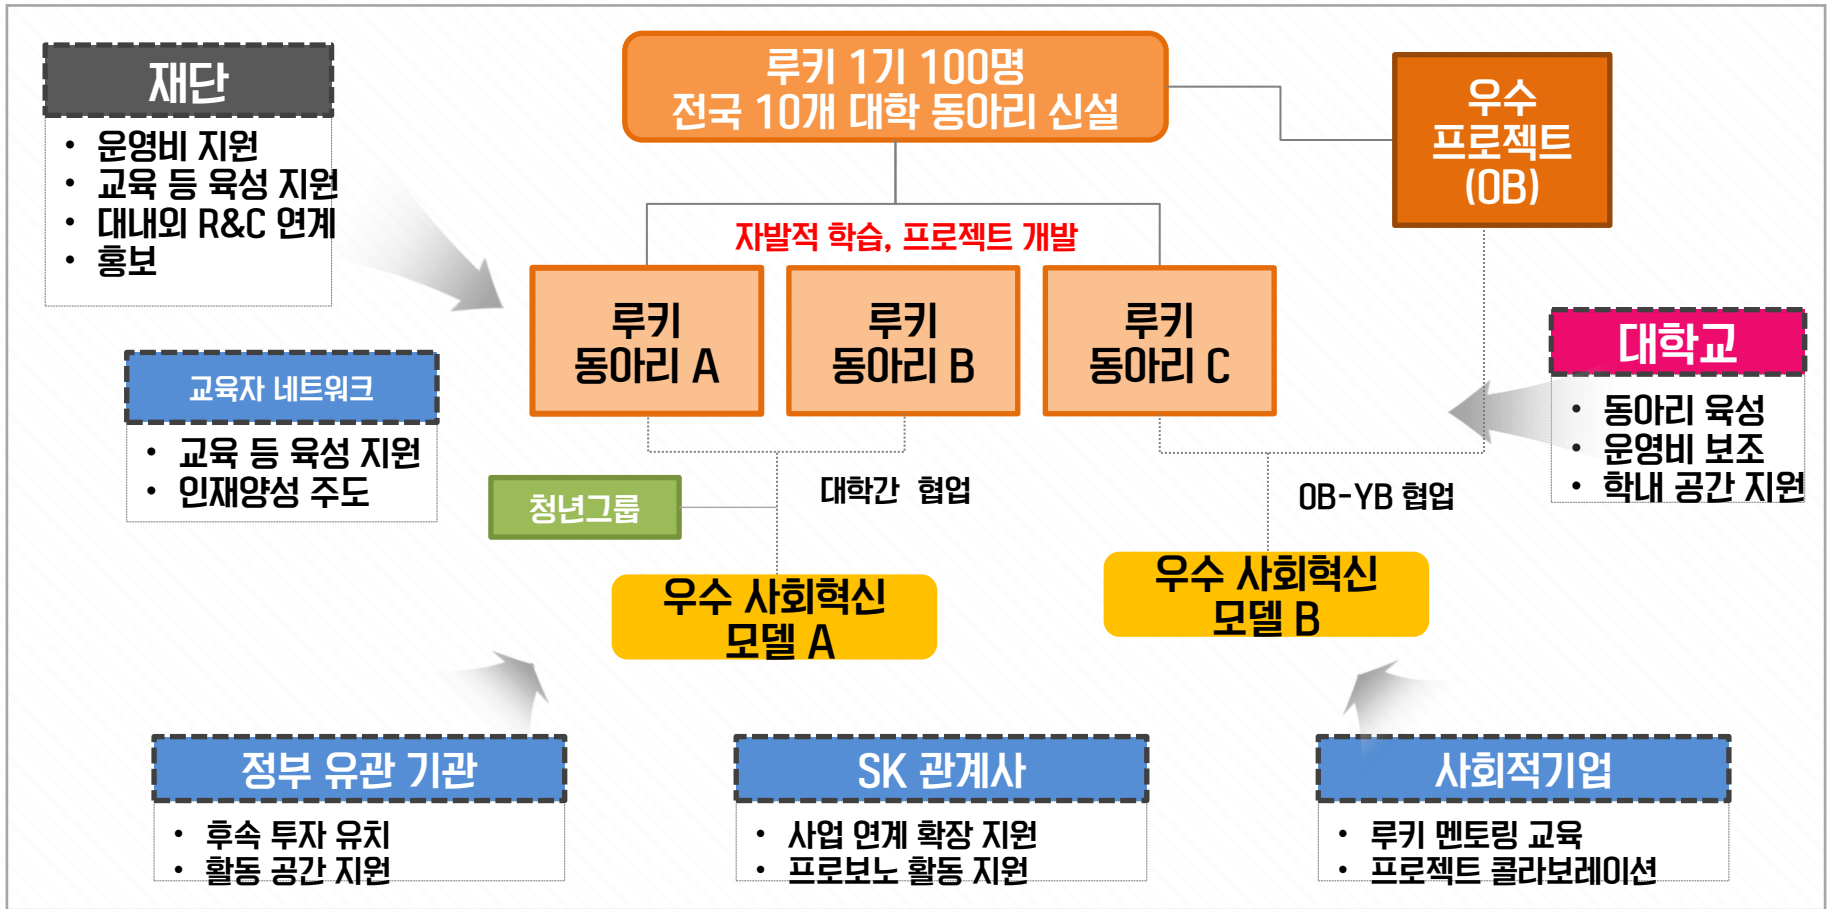 재단
• 운영비 지원
• 교육 등 육성 지원
• 대내외 R&C 연계
• 홍보
루키 1기 100명
전국 10개 대학 동아리 신설
우수
프로젝트
(OB)
자발적 학습, 프로젝트 개발
루키
동아리 A
루키
동아리 B
루키
동아리 C
대학교
• 동아리 육성
• 운영비 보조
• 학내 공간 지원
교육자 네트워크
• 교육 등 육성 지원
• 인재양성 주도
청년그룹
대학간 협업
OB-YB 협업
우수 사회혁신
모델 A
우수 사회혁신
모델 B
정부 유관 기관
• 후속 투자 유치
• 활동 공간 지원
SK 관계사
• 사업 연계 확장 지원
• 프로보노 활동 지원
사회적기업
• 루키 멘토링 교육
• 프로젝트 콜라보레이션